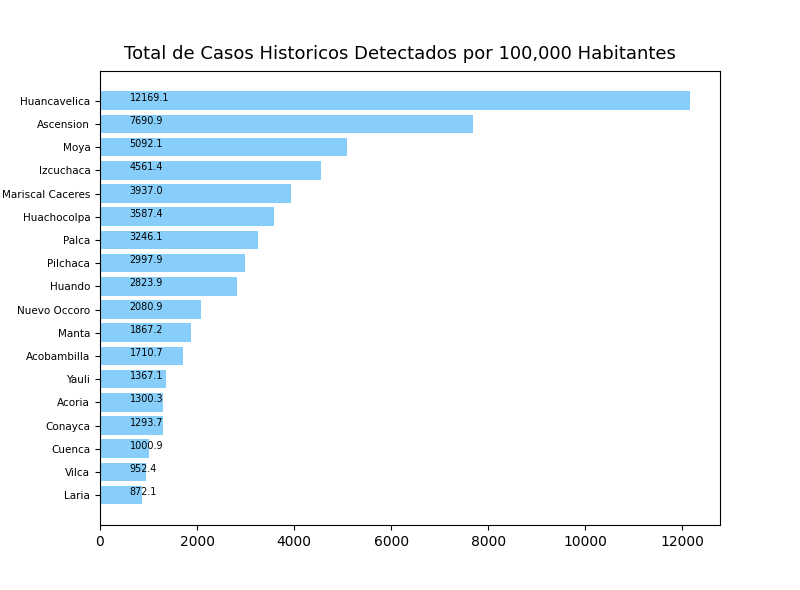 Total de Casos Historicos Detectados por 100,000 Habitantes
Huancavelica 12169.1
Ascension 7690.9
Moya 5092.1
Izcuchaca 4561.4
Mariscal Caceres 3937.0
Huachocolpa 3587.4
Palca 3246.1
Pilchaca 2997.9
Huando 2823.9
Nuevo Occoro 2080.9
Manta 1867.2
Acobambilla 1710.7
Yauli 1367.1
Acoria 1300.3
Conayca 1293.7
Cuenca 1000.9
Vilca 952.4
Laria 872.1
0 2000 4000 6000 8000 10000 12000